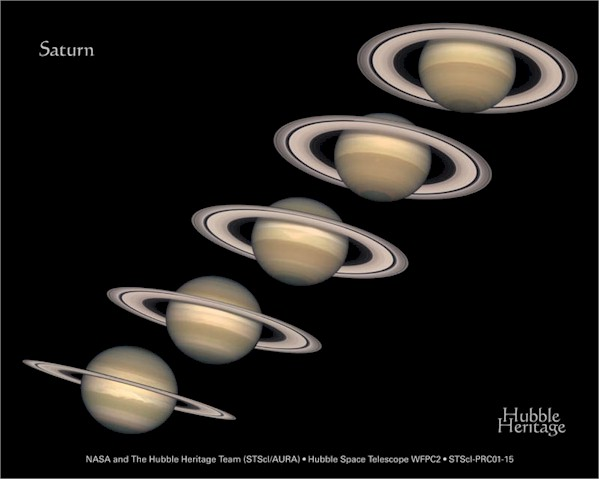 Saturn
Hubble
Heritage
NASA and The Hubble Heritage Team (STScI/AURA) • Hubble Space Telescope WFPC2 • STScI-PRC01-15